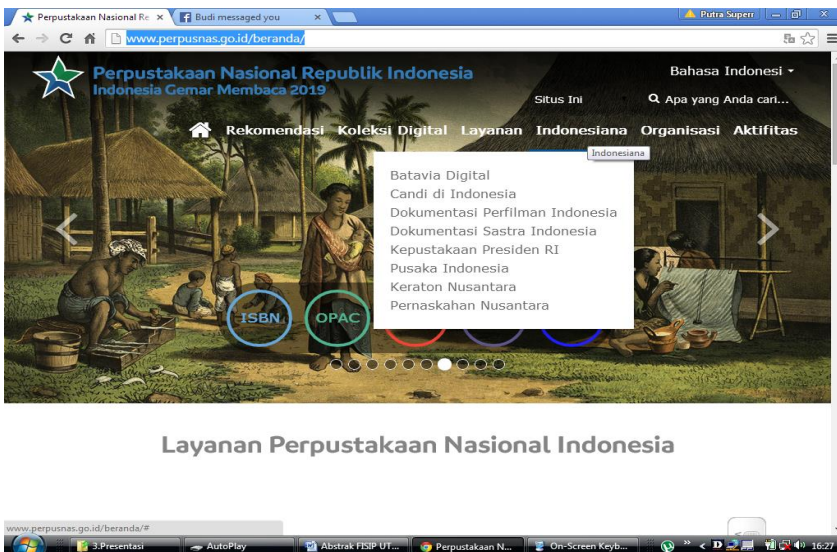 Perpustakaan Nasional Re
Budi messaged you
Putra Superr
www.perpusnas.go.id/beranda/
Perpustakaan Nasional Republik Indonesia
Indonesia Gemar Membaca 2019
Bahasa Indonesi
Situs Ini
Apa yang Anda cari...
Rekomendasi Koleksi Digital Layanan Indonesiana Organisasi Aktifitas
Indonesiana
Batavia Digital
Candi di Indonesia
Dokumentasi Perfilman Indonesia
Dokumentasi Sastra Indonesia
Kepustakaan Presiden RI
Pusaka Indonesia
Keraton Nusantara
Pernaskahan Nusantara
ISBN
OPAC
Layanan Perpustakaan Nasional Indonesia
www.perpusnas.go.id/beranda/#
3.Presentasi
AutoPlay
Abstrak FISIP UT...
Perpustakaan N...
On-Screen Keyb...
16:27